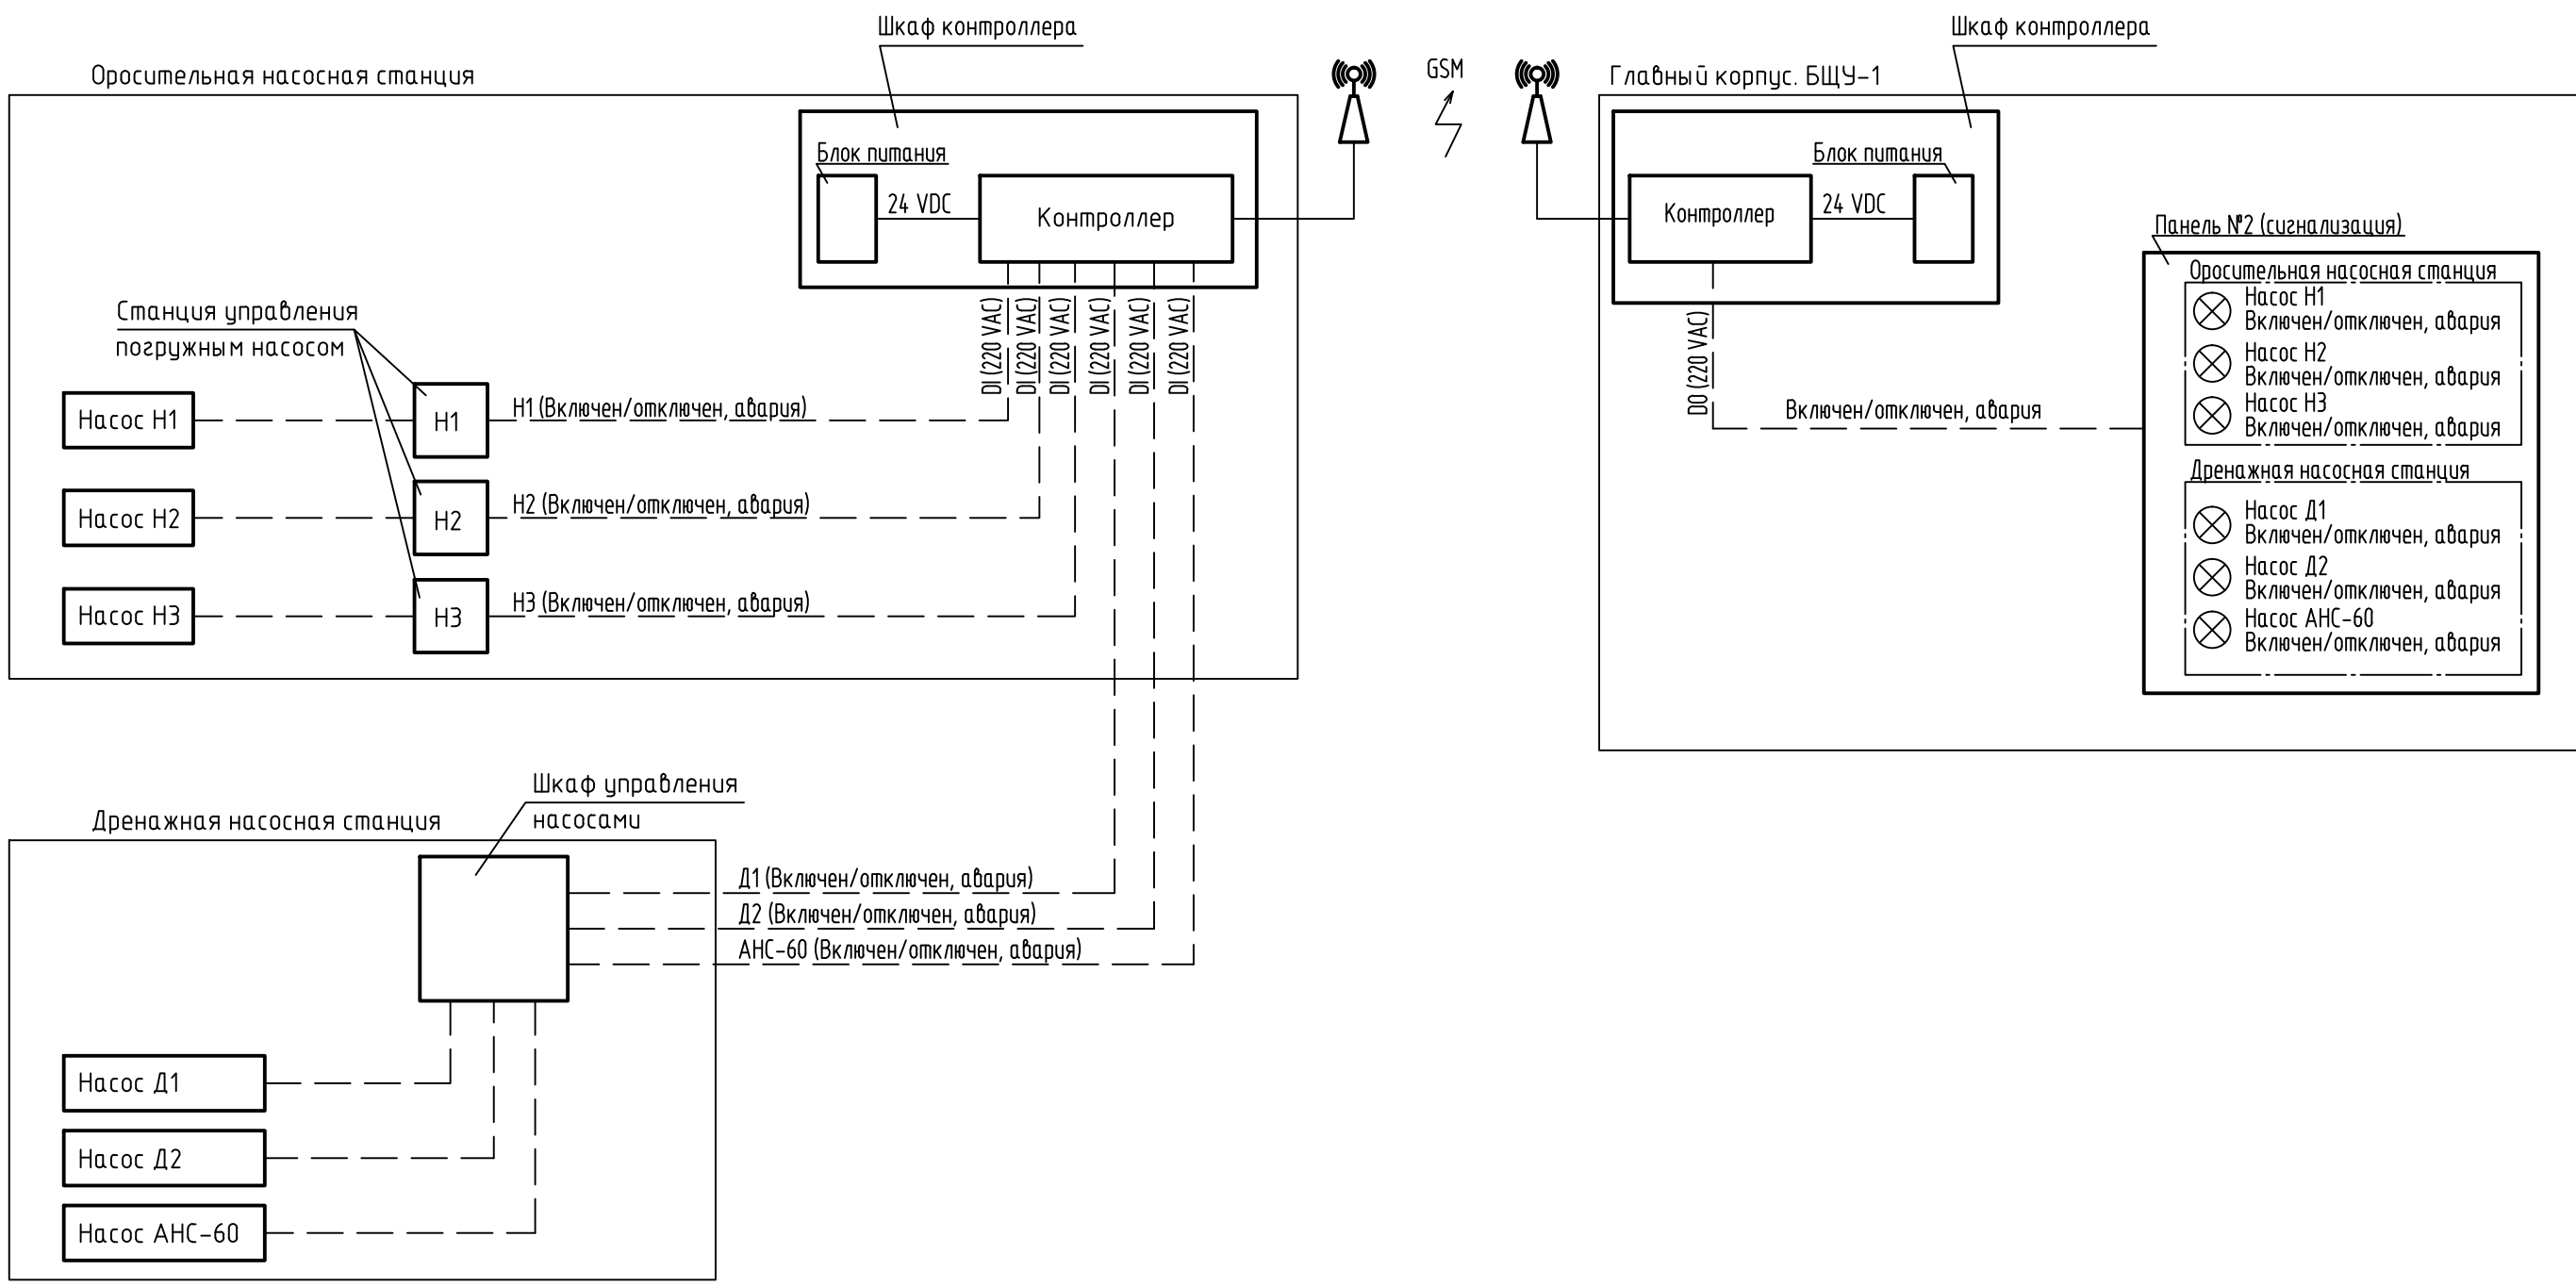 Шкаф контроллера
Оросительная насосная станция
Блок питания
24 VDC
Контроллер
GSM
Станция управления
погружным насосом
DI (220 VAC)
DI (220 VAC)
DI (220 VAC)
DI (220 VAC)
DI (220 VAC)
DI (220 VAC)
Насос Н1
Н1
Н1 (Включен/отключен, авария)
Насос Н2
Н2
Н2 (Включен/отключен, авария)
Насос Н3
Н3
Н3 (Включен/отключен, авария)
Шкаф контроллера
Главный корпус. БЩУ-1
Блок питания
Контроллер
24 VDC
DO (220 VAC)
Включен/отключен, авария
Панель №2 (сигнализация)
Оросительная насосная станция
Насос Н1
Включен/отключен, авария
Насос Н2
Включен/отключен, авария
Насос Н3
Включен/отключен, авария
Дренажная насосная станция
Насос Д1
Включен/отключен, авария
Насос Д2
Включен/отключен, авария
Насос АНС-60
Включен/отключен, авария
Шкаф управления
насосами
Дренажная насосная станция
Д1 (Включен/отключен, авария)
Д2 (Включен/отключен, авария)
АНС-60 (Включен/отключен, авария)
Насос Д1
Насос Д2
Насос АНС-60